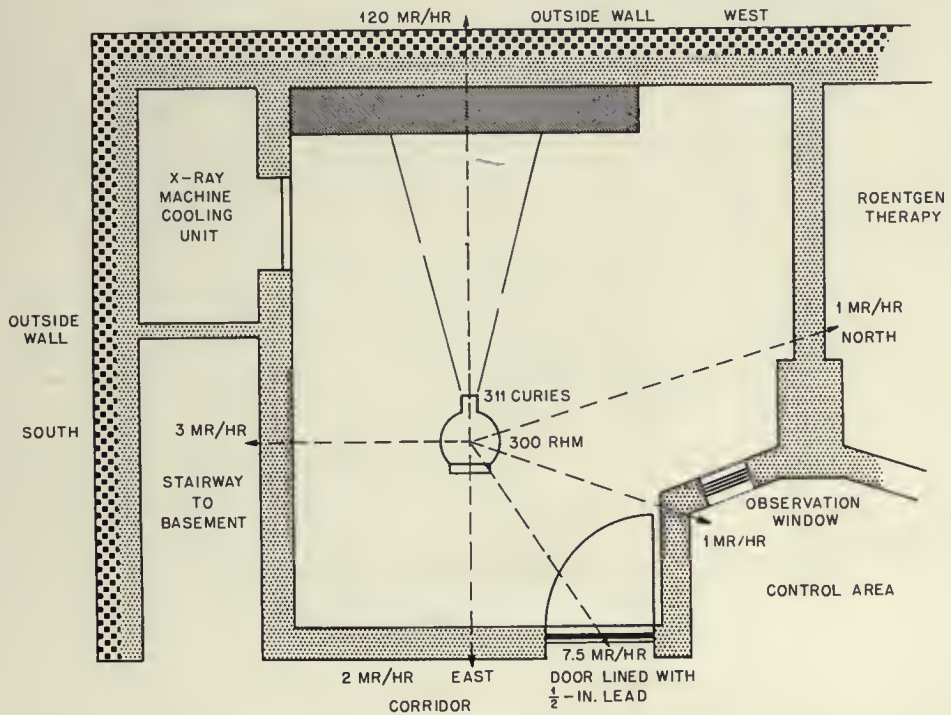 120 MR/HR
OUTSIDE WALL WEST
X-RAY
MACHINE
COOLING
UNIT
ROENTGEN
THERAPY
OUTSIDE
WALL
SOUTH
1 MR/HR
NORTH
311 CURIES
300 RHM
3 MR/HR
STAIRWAY
TO
BASEMENT
OBSERVATION
WINDOW
1 MR/HR
CONTROL AREA
2 MR/HR
EAST
CORRIDOR
7.5 MR/HR
DOOR LINED WITH
1/2-IN. LEAD